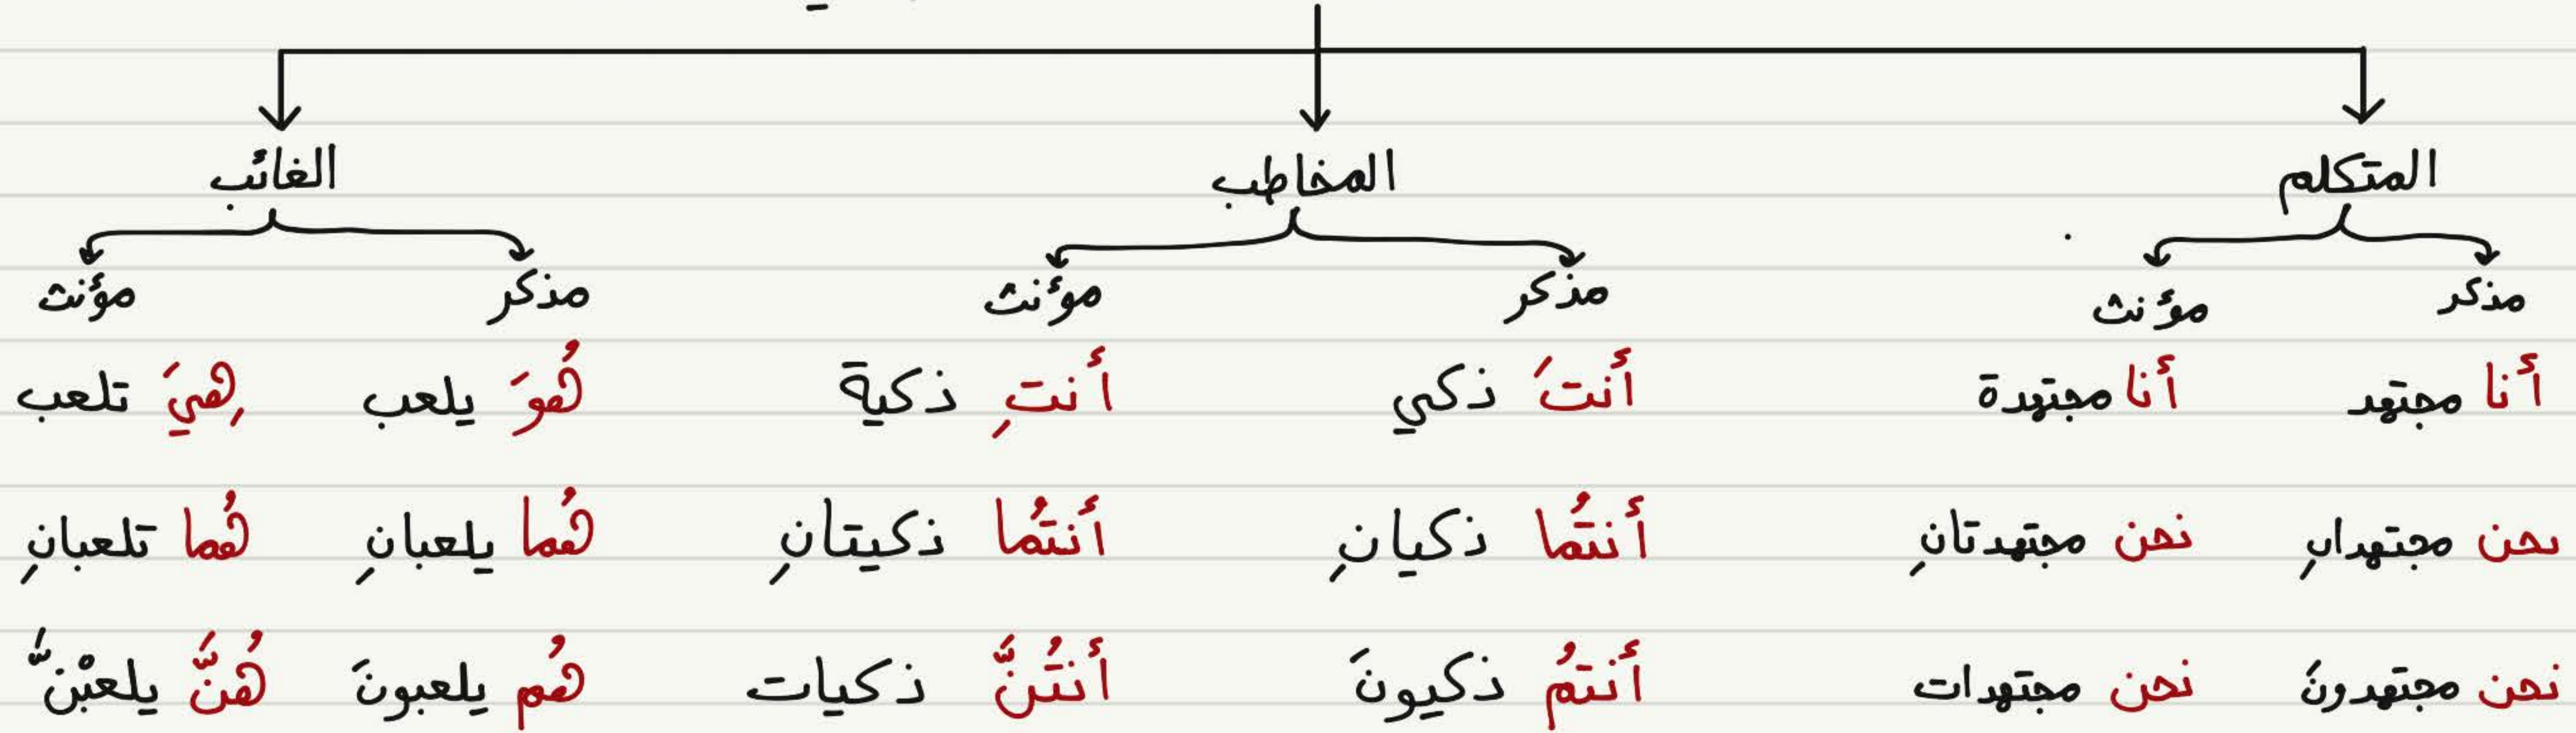 المتكلم المخاطب الغائب
مذكر مؤنث مذكر مؤنث مذكر مؤنث
أنا مجتهد أنا مجتهدة أنتَ ذكي أنتِ ذكية هُوَ يلعب هِيَ تلعب
نحن مجتهدانِ نحن مجتهدتانِ أنتُما ذكيانِ أنتُما ذكيتانِ هُما يلعبانِ هُما تلعبانِ
نحن مجتهدونَ نحن مجتهدات أنتُم ذكيونَ أنتُنَّ ذكيات هُم يلعبونَ هُنَّ يلعبْنَّ